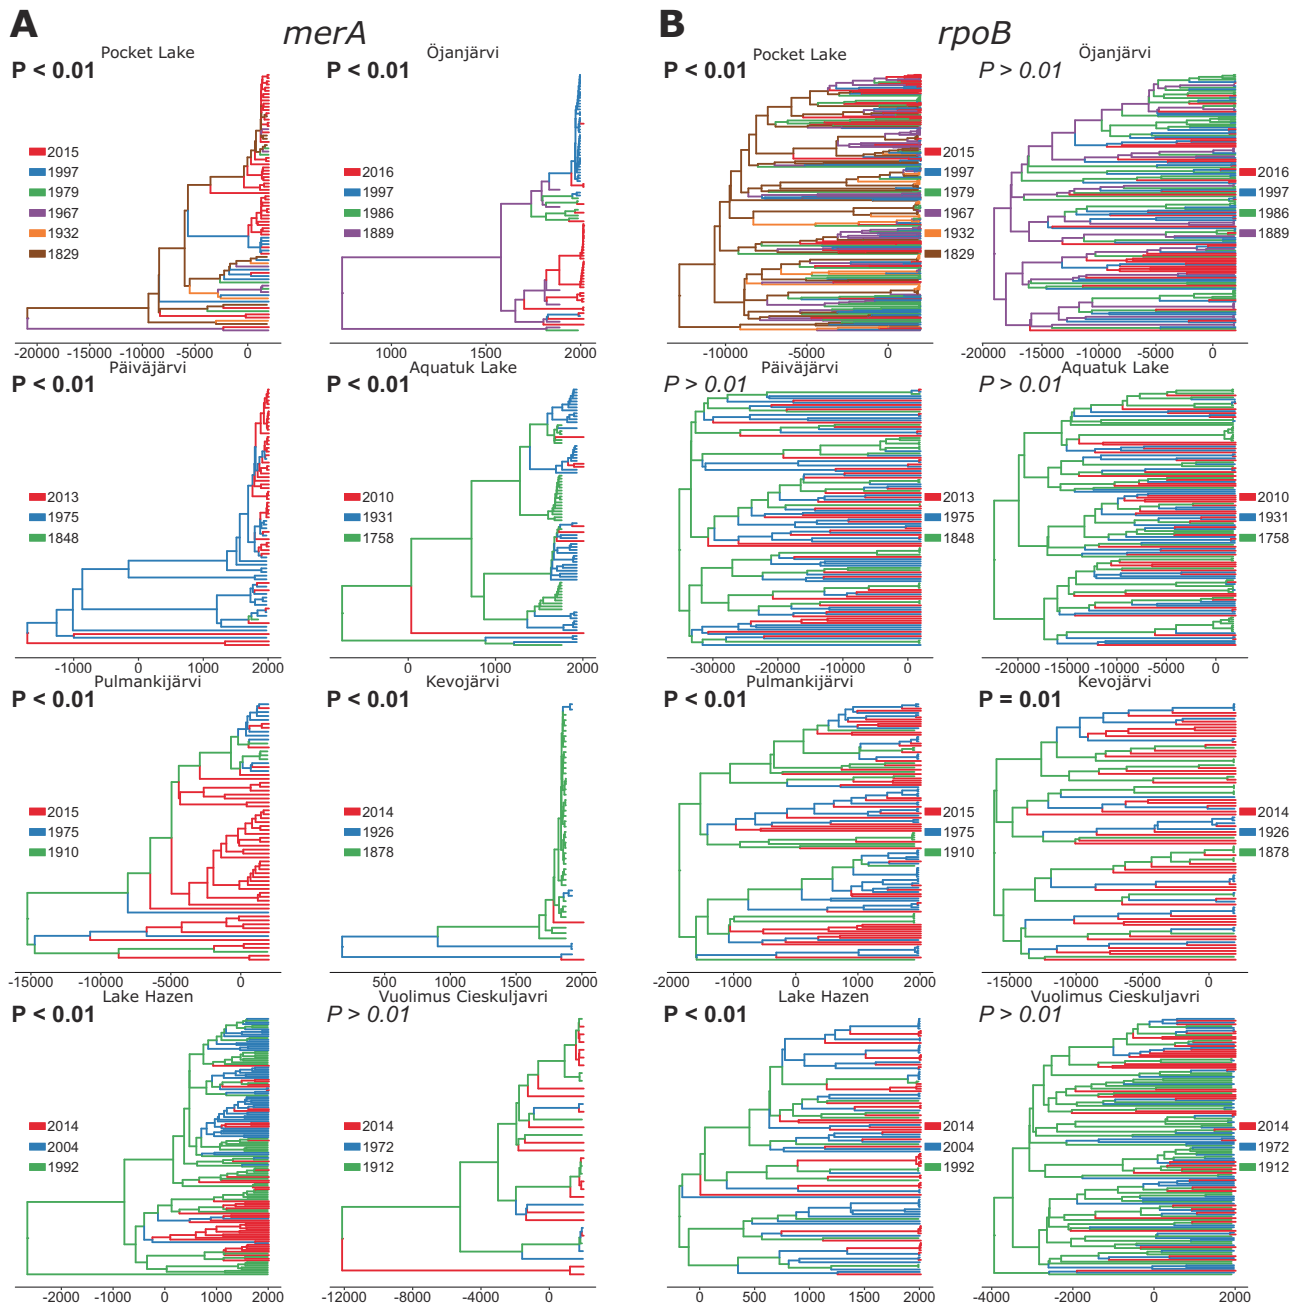 A
merA
B
rpoB
Pocket Lake
P < 0.01
2015
1997
1979
1967
1932
1829
-20000 -15000 -10000 -5000 0
Öjanjärvi
P < 0.01
2016
1997
1986
1889
1000 1500 2000
Pocket Lake
P < 0.01
2015
1997
1979
1967
1932
1829
-10000 -5000 0
Öjanjärvi
P > 0.01
2016
1997
1986
1889
-20000 -15000 -10000 -5000 0
Päiväjärvi
P < 0.01
2013
1975
1848
-1000 0 1000 2000
Aquatuk Lake
P < 0.01
2010
1931
1758
0 1000 2000
Päiväjärvi
P > 0.01
2013
1975
1848
-30000 -20000 -10000 0
Aquatuk Lake
P > 0.01
2010
1931
1758
-20000 -15000 -10000 -5000 0
Pulmankijärvi
P < 0.01
2015
1975
1910
-15000 -10000 -5000 0
Kevojärvi
P < 0.01
2014
1926
1878
500 1000 1500 2000
Pulmankijärvi
P < 0.01
2015
1975
1910
-2000 -1000 0 1000 2000
Kevojärvi
P = 0.01
2014
1926
1878
-15000 -10000 -5000 0
Lake Hazen
P < 0.01
2014
2004
1992
-2000 -1000 0 1000 2000
Vuolimus Cieskuljavri
P > 0.01
2014
1972
1912
-12000 -8000 -4000 0
Lake Hazen
P < 0.01
2014
2004
1992
0 500 1000 1500 2000
Vuolimus Cieskuljavri
P > 0.01
2014
1972
1912
-4000 -2000 0 2000